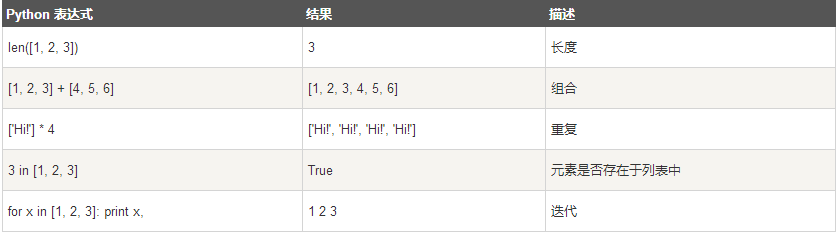 Python 表达式 结果 描述
len([1, 2, 3]) 3 长度
[1, 2, 3] + [4, 5, 6] [1, 2, 3, 4, 5, 6] 组合
['Hi!'] * 4 ['Hi!', 'Hi!', 'Hi!', 'Hi!'] 重复
3 in [1, 2, 3] True 元素是否存在于列表中
for x in [1, 2, 3]: print x, 1 2 3 迭代